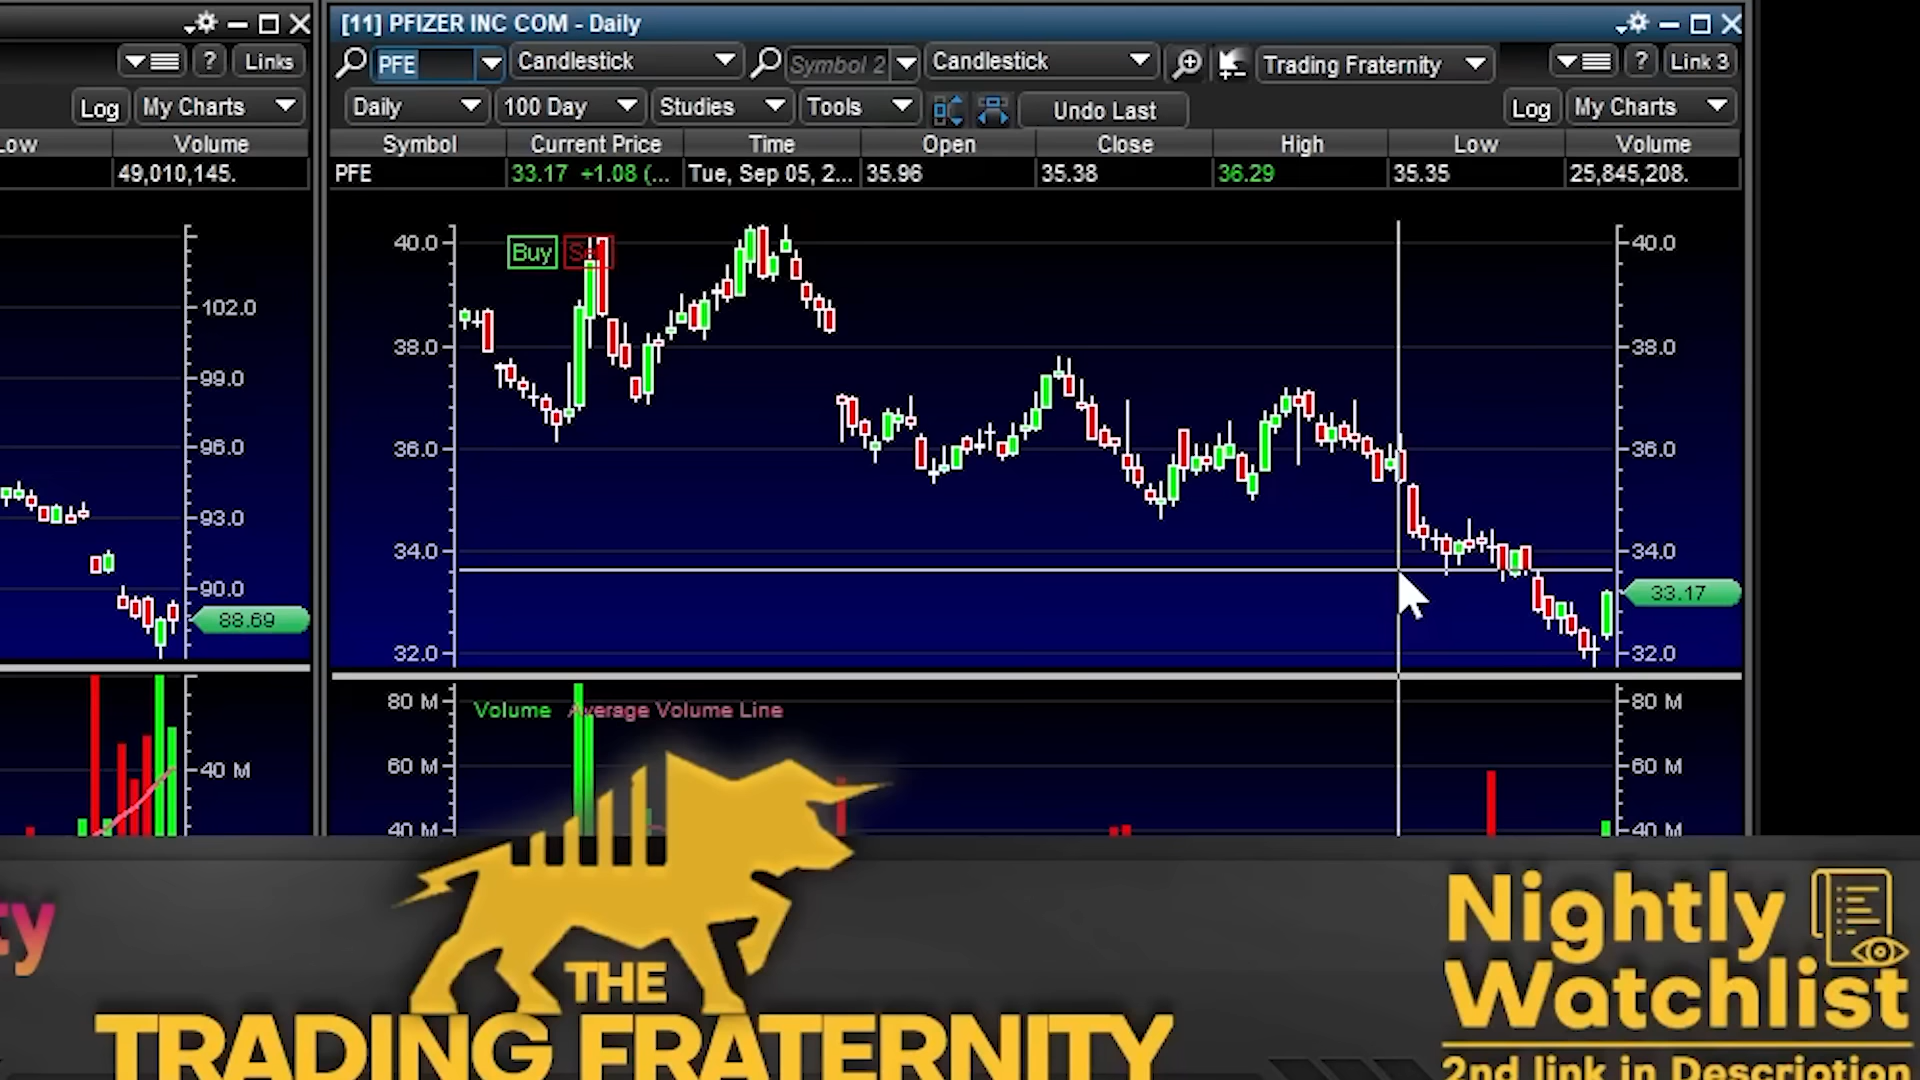 [11] PFIZER INC COM - Daily
? Links
PFE Candlestick Symbol 2 Candlestick Trading Fraternity ? Link 3
Log My Charts
Daily 100 Day Studies Tools Undo Last Log My Charts
Low Volume
49,010,145.
Symbol Current Price Time Open Close High Low Volume
PFE 33.17 +1.08 (... Tue, Sep 05, 2... 35.96 35.38 36.29 35.35 25,845,208.
102.0
99.0
96.0
93.0
90.0
88.69
40 M
Buy
40.0 40.0
38.0 38.0
36.0 36.0
34.0 34.0
33.17
32.0 32.0
80 M 80 M
Volume Average Volume Line
60 M 60 M
40 M 40 M
ty
THE
TRADING FRATERNITY
Nightly
Watchlist
2nd link in Description